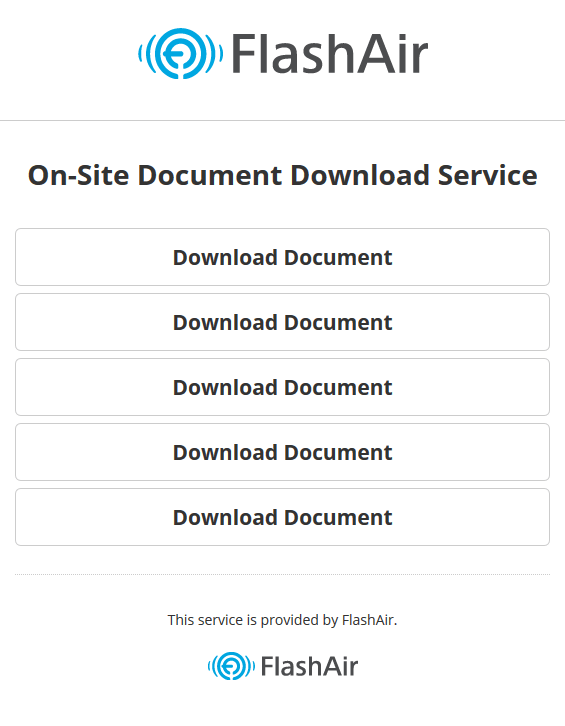 FlashAir
On-Site Document Download Service
Download Document
Download Document
Download Document
Download Document
Download Document
This service is provided by FlashAir.
FlashAir